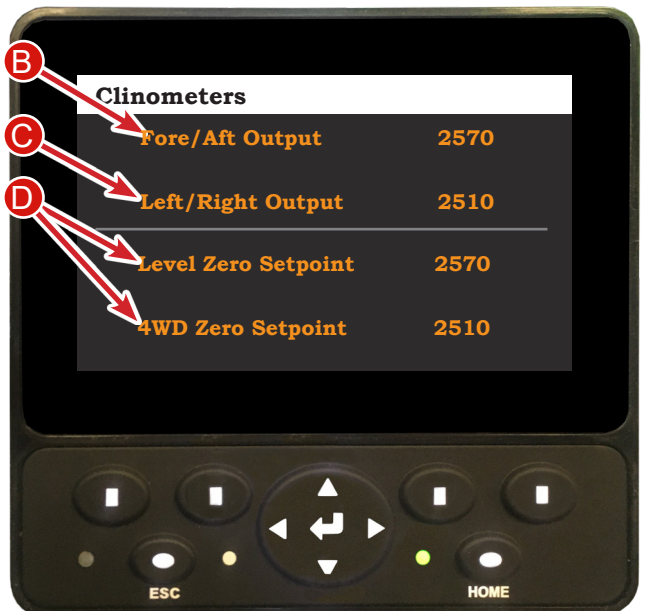 B
Clinometers
Fore/Aft Output 2570
C
Left/Right Output 2510
D
Level Zero Setpoint 2570
4WD Zero Setpoint 2510
ESC
HOME